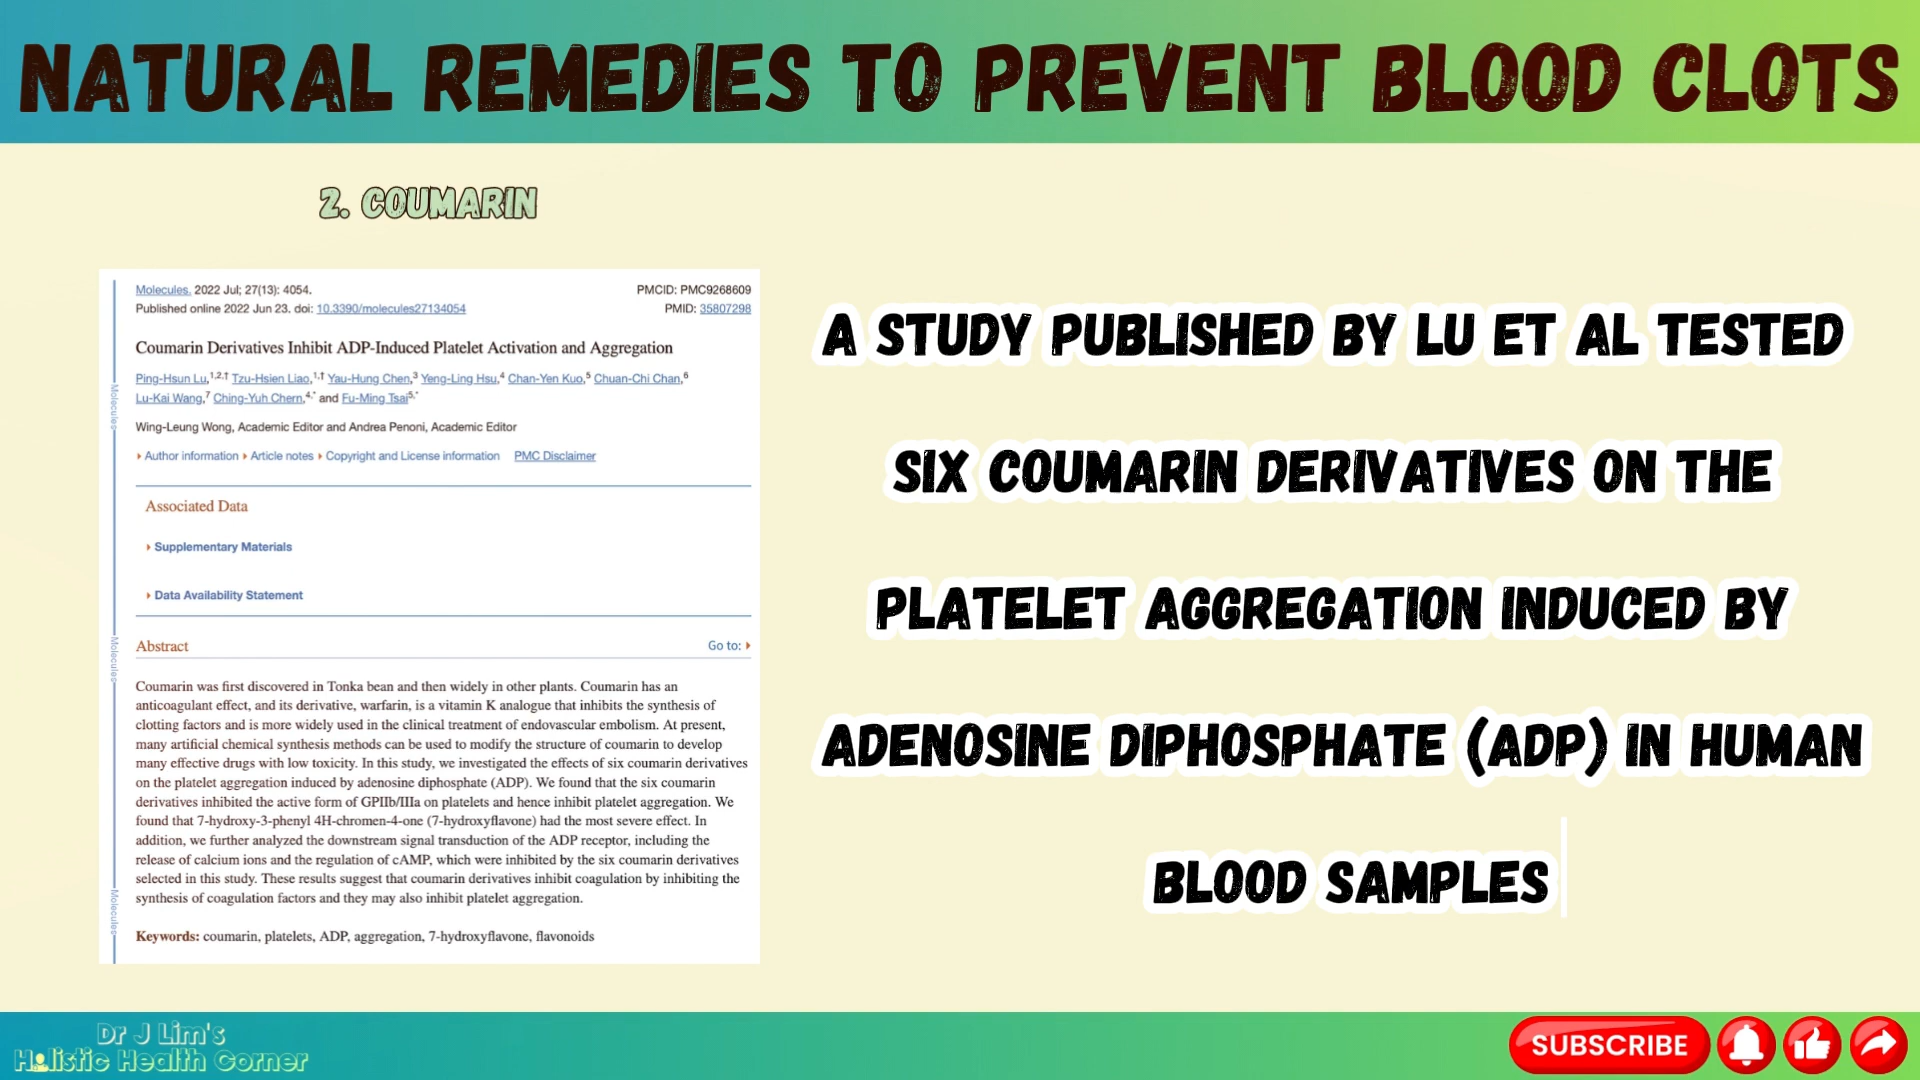 NATURAL REMEDIES TO PREVENT BLOOD CLOTS
2. COUMARIN
Molecules. 2022 Jul; 27(13): 4054.
PMCID: PMC9268609
Published online 2022 Jun 23. doi: 10.3390/molecules27134054
PMID: 35807298
Coumarin Derivatives Inhibit ADP-Induced Platelet Activation and Aggregation
Ping-Hsun Lu,1,2,† Tzu-Hsien Liao,1,† Yau-Hung Chen,3 Yeng-Ling Hsu,4 Chan-Yen Kuo,5 Chuan-Chi Chan,6
Lu-Kai Wang,7 Ching-Yuh Chern,4,* and Fu-Ming Tsai5,*
Wing-Leung Wong, Academic Editor and Andrea Penoni, Academic Editor
Author information Article notes Copyright and License information PMC Disclaimer
Associated Data
Supplementary Materials
Data Availability Statement
Abstract
Go to:
Coumarin was first discovered in Tonka bean and then widely in other plants. Coumarin has an
anticoagulant effect, and its derivative, warfarin, is a vitamin K analogue that inhibits the synthesis of
clotting factors and is more widely used in the clinical treatment of endovascular embolism. At present,
many artificial chemical synthesis methods can be used to modify the structure of coumarin to develop
many effective drugs with low toxicity. In this study, we investigated the effects of six coumarin derivatives
on the platelet aggregation induced by adenosine diphosphate (ADP). We found that the six coumarin
derivatives inhibited the active form of GPIIb/IIIa on platelets and hence inhibit platelet aggregation. We
found that 7-hydroxy-3-phenyl 4H-chromen-4-one (7-hydroxyflavone) had the most severe effect. In
addition, we further analyzed the downstream signal transduction of the ADP receptor, including the
release of calcium ions and the regulation of cAMP, which were inhibited by the six coumarin derivatives
selected in this study. These results suggest that coumarin derivatives inhibit coagulation by inhibiting the
synthesis of coagulation factors and they may also inhibit platelet aggregation.
Keywords: coumarin, platelets, ADP, aggregation, 7-hydroxyflavone, flavonoids
Molecules
Molecules
Molecules
A STUDY PUBLISHED BY LU ET AL TESTED
SIX COUMARIN DERIVATIVES ON THE
PLATELET AGGREGATION INDUCED BY
ADENOSINE DIPHOSPHATE (ADP) IN HUMAN
BLOOD SAMPLES
Dr J Lim's
Holistic Health Corner
SUBSCRIBE